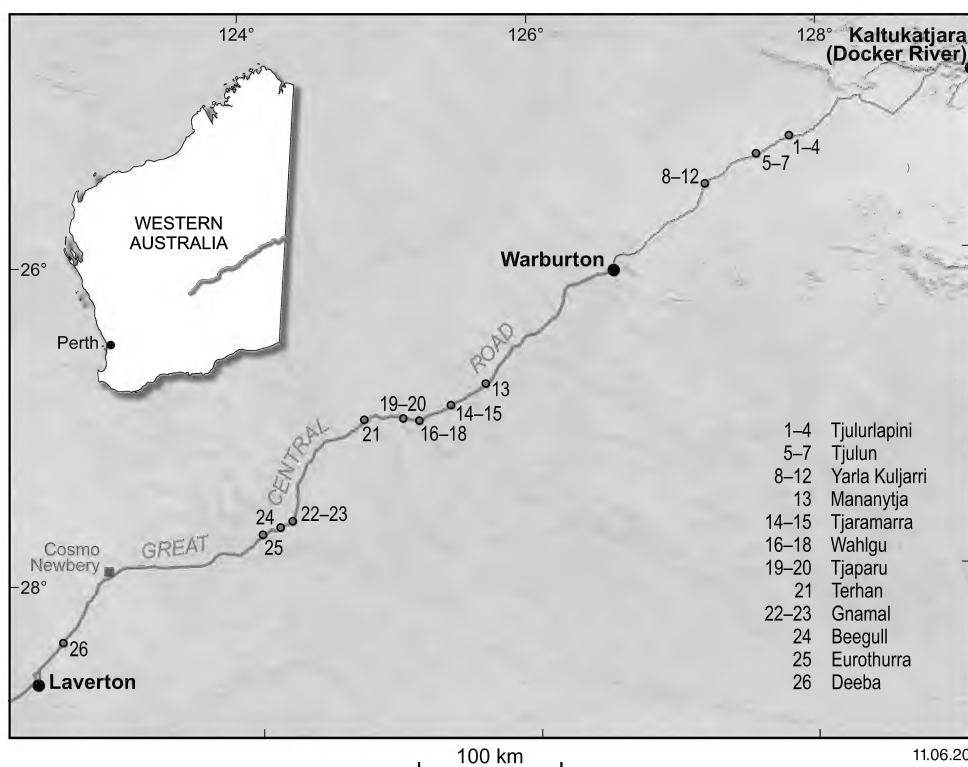 124°
126°
128°
Kaltukatjara
(Docker River)
1–4
5–7
8–12
WESTERN
AUSTRALIA
26°
Warburton
Perth
ROAD
13
19–20
14–15
21
16–18
CENTRAL
1–4 Tjulurlapini
5–7 Tjulun
8–12 Yarla Kuljarri
13 Mananytja
14–15 Tjaramarra
16–18 Wahlgu
19–20 Tjaparu
21 Terhan
22–23 Gnamal
24 Beegull
25 Eurothurra
26 Deeba
24
22–23
25
GREAT
Cosmo
Newbery
28°
26
Laverton
100 km
11.06.20